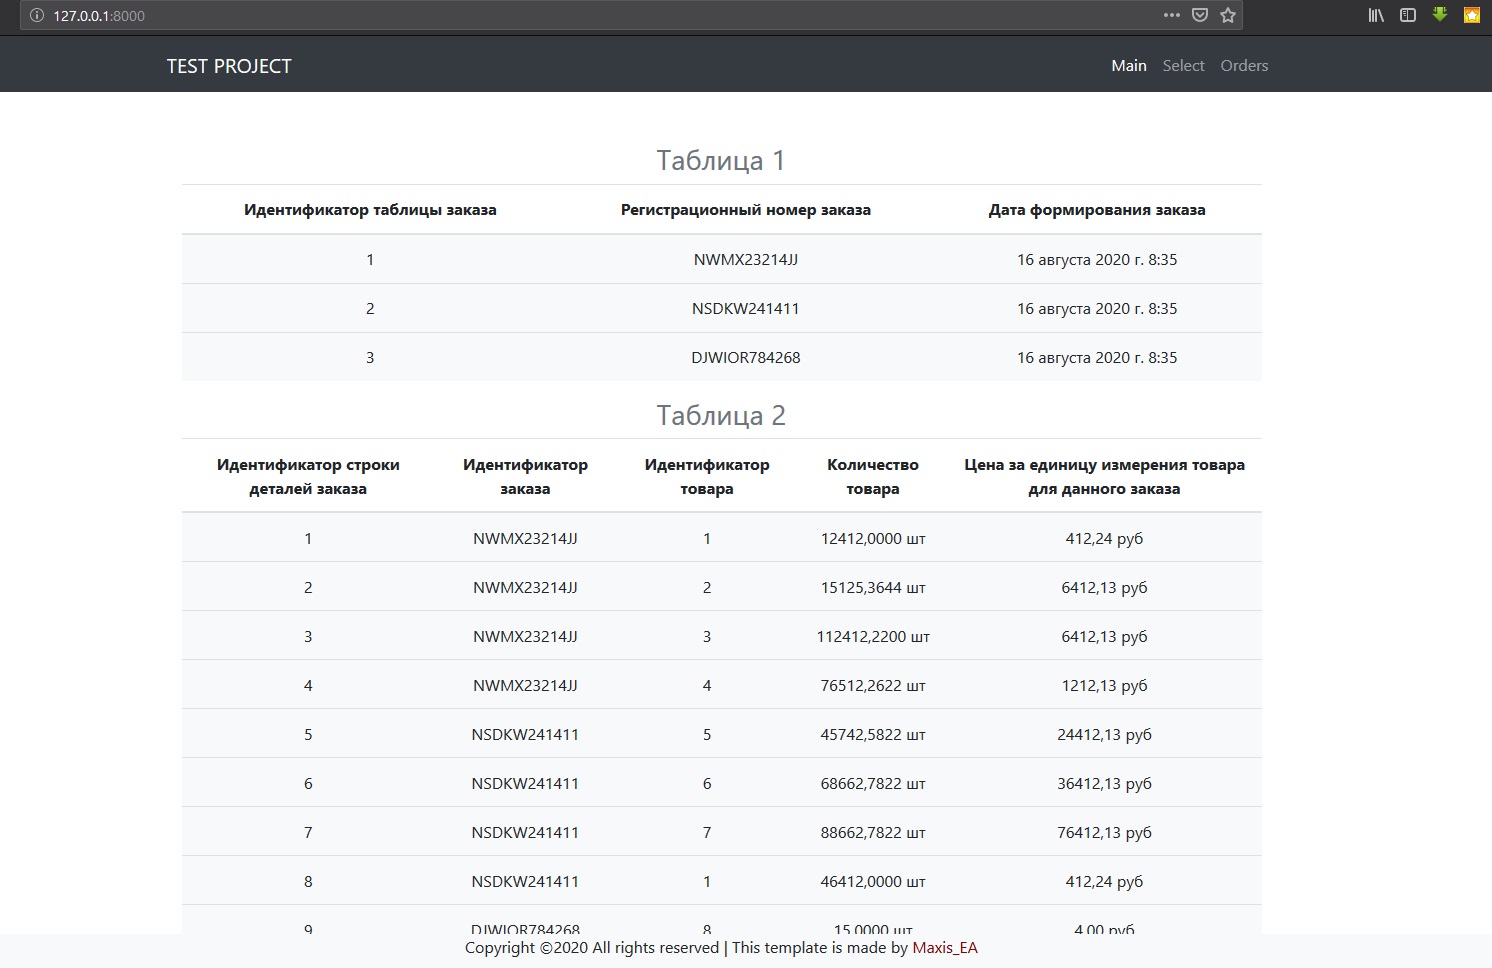 127.0.0.1:8000
TEST PROJECT Main Select Orders
Таблица 1
Идентификатор таблицы заказа Регистрационный номер заказа Дата формирования заказа
1 NWMX23214JJ 16 августа 2020 г. 8:35
2 NSDKW241411 16 августа 2020 г. 8:35
3 DJWIOR784268 16 августа 2020 г. 8:35
Таблица 2
Идентификатор строки Идентификатор Идентификатор Количество Цена за единицу измерения товара
деталей заказа заказа товара товара для данного заказа
1 NWMX23214JJ 1 12412,0000 шт 412,24 руб
2 NWMX23214JJ 2 15125,3644 шт 6412,13 руб
3 NWMX23214JJ 3 112412,2200 шт 6412,13 руб
4 NWMX23214JJ 4 76512,2622 шт 1212,13 руб
5 NSDKW241411 5 45742,5822 шт 24412,13 руб
6 NSDKW241411 6 68662,7822 шт 36412,13 руб
7 NSDKW241411 7 88662,7822 шт 76412,13 руб
8 NSDKW241411 1 46412,0000 шт 412,24 руб
9 DJWIOR784268 8 15,0000 шт 4,00 руб
Copyright ©2020 All rights reserved | This template is made by Maxis_EA